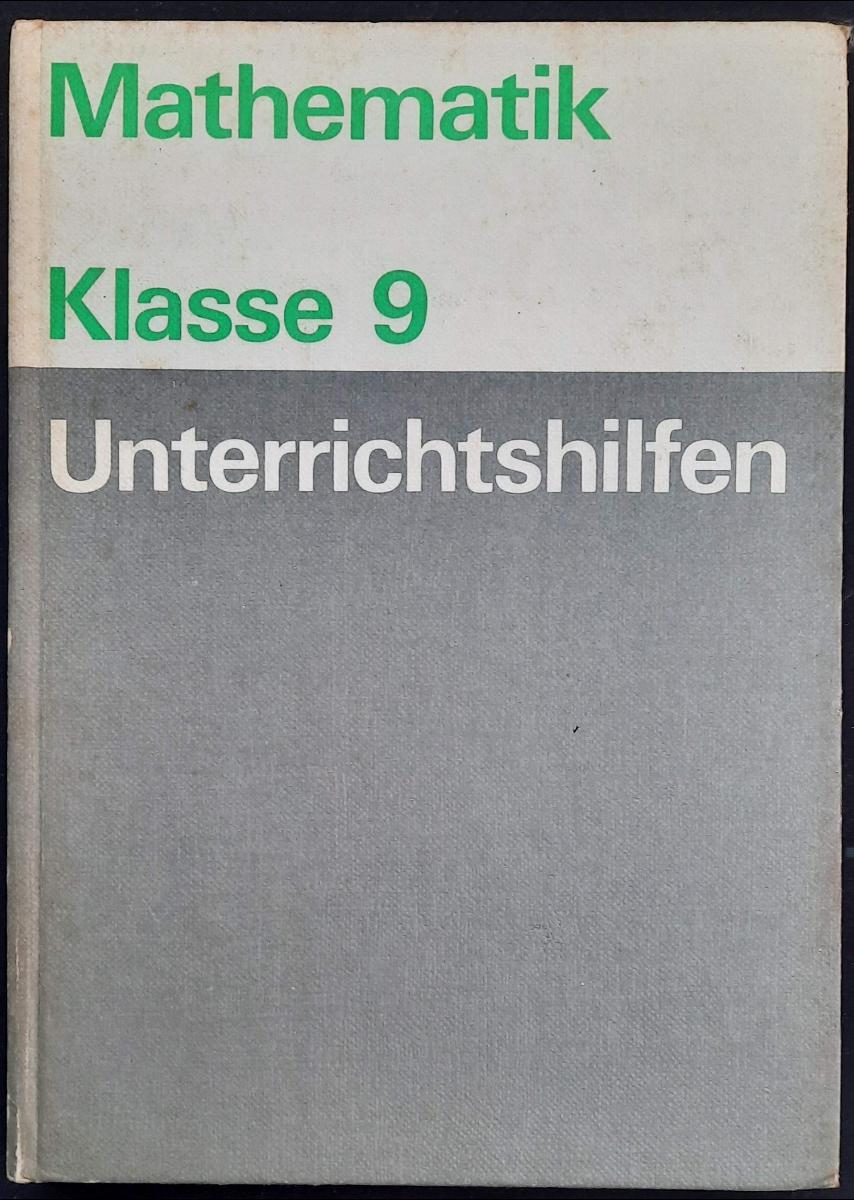 Mathematik
Klasse 9
Unterrichtshilfen